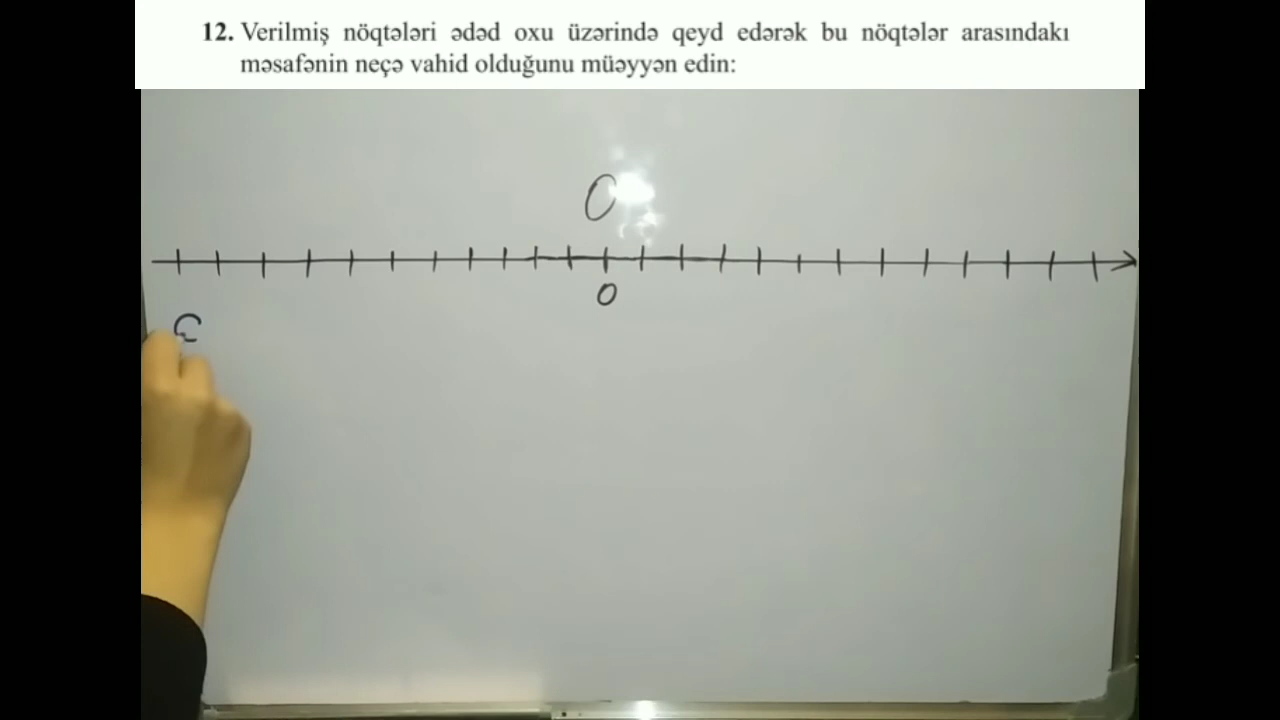 12. Verilmiş nöqtələri ədəd oxu üzərində qeyd edərək bu nöqtələr arasındakı
məsafənin neçə vahid olduğunu müəyyən edin:
O
0